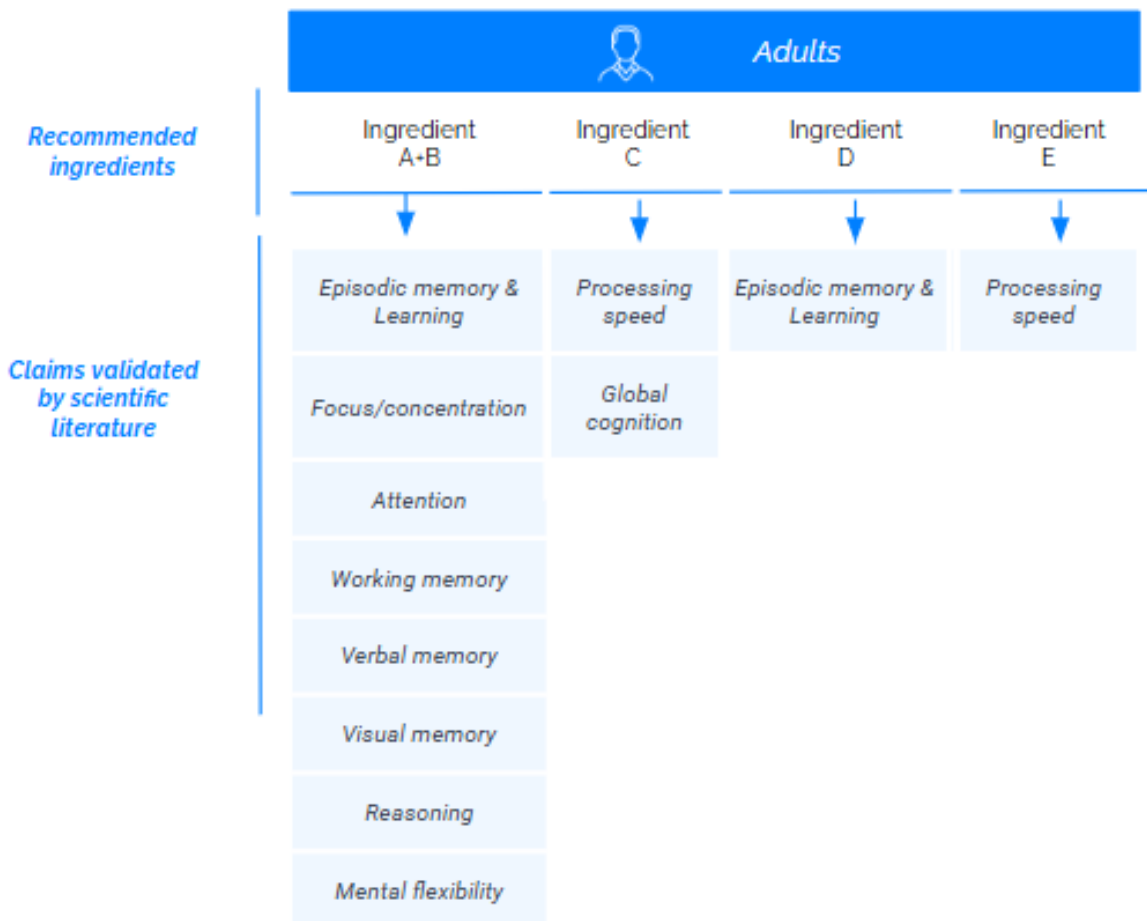 Adults
Recommended
ingredients
Ingredient
A+B
Ingredient
C
Ingredient
D
Ingredient
E
Claims validated
by scientific
literature
Episodic memory &
Learning
Processing
speed
Episodic memory &
Learning
Processing
speed
Focus/concentration
Global
cognition
Attention
Working memory
Verbal memory
Visual memory
Reasoning
Mental flexibility